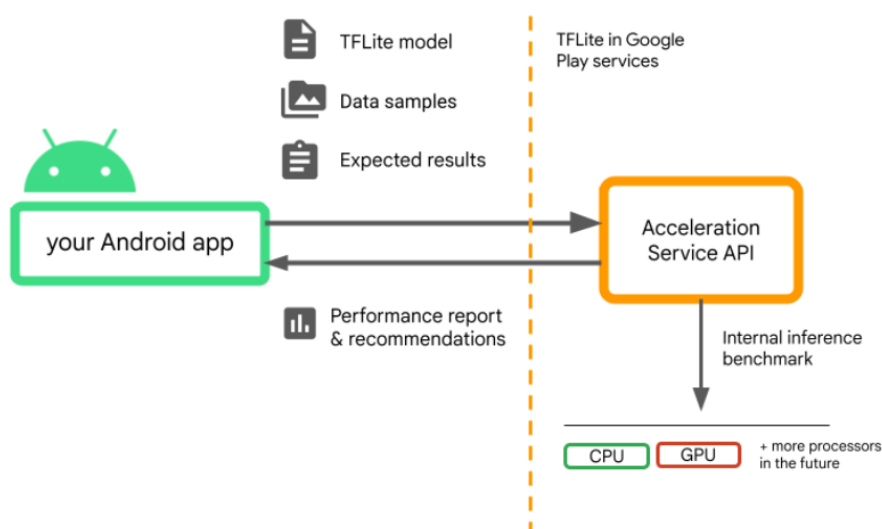 TFLite model
Data samples
Expected results
TFLite in Google
Play services
your Android app
Acceleration
Service API
Performance report
& recommendations
Internal inference
benchmark
CPU
GPU
+ more processors
in the future